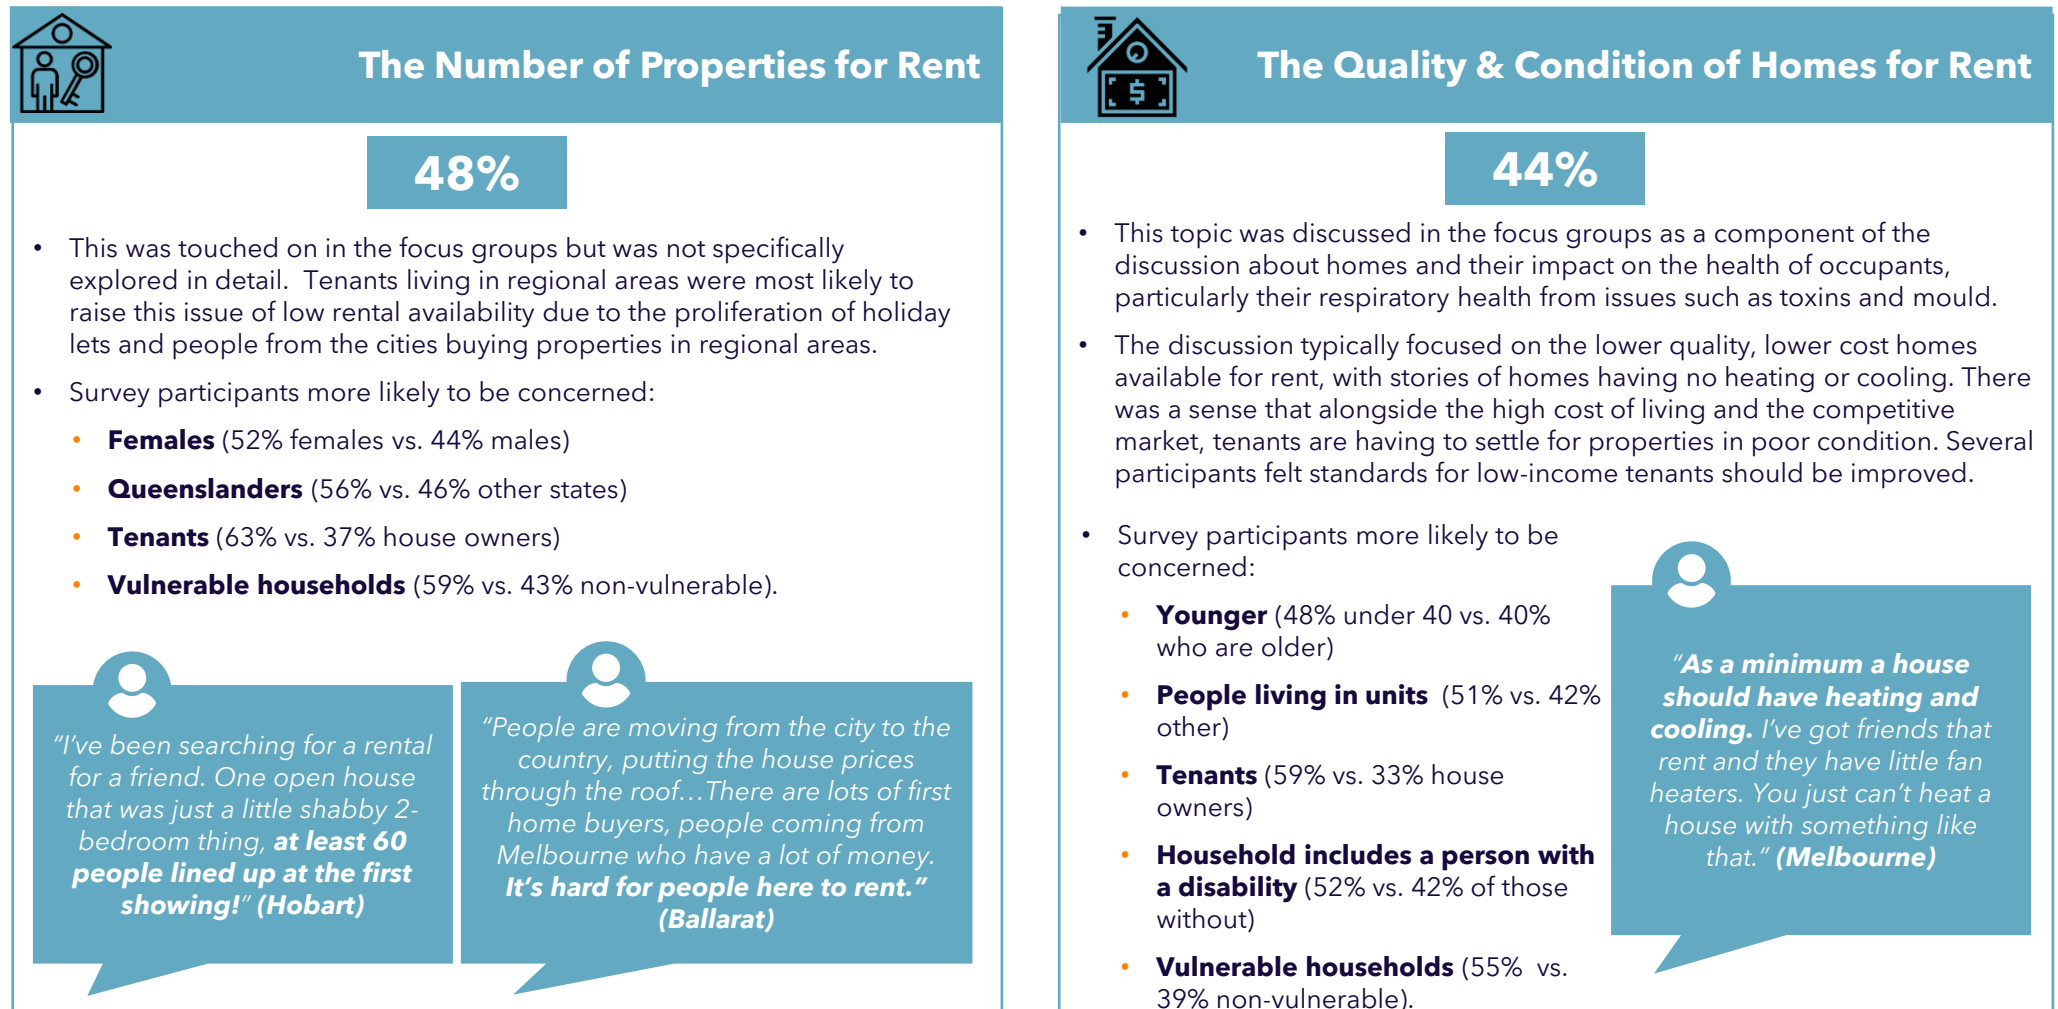 The Number of Properties for Rent
48%
• This was touched on in the focus groups but was not specifically
explored in detail.  Tenants living in regional areas were most likely to
raise this issue of low rental availability due to the proliferation of holiday
lets and people from the cities buying properties in regional areas.
• Survey participants more likely to be concerned:
• Females (52% females vs. 44% males)
• Queenslanders (56% vs. 46% other states)
• Tenants (63% vs. 37% house owners)
• Vulnerable households (59% vs. 43% non-vulnerable).
“I’ve been searching for a rental
for a friend. One open house
that was just a little shabby 2-
bedroom thing, at least 60
people lined up at the first
showing!” (Hobart)
“People are moving from the city to the
country, putting the house prices
through the roof…There are lots of first
home buyers, people coming from
Melbourne who have a lot of money.
It’s hard for people here to rent.”
(Ballarat)
The Quality & Condition of Homes for Rent
$
44%
• This topic was discussed in the focus groups as a component of the
discussion about homes and their impact on the health of occupants,
particularly their respiratory health from issues such as toxins and mould.
• The discussion typically focused on the lower quality, lower cost homes
available for rent, with stories of homes having no heating or cooling. There
was a sense that alongside the high cost of living and the competitive
market, tenants are having to settle for properties in poor condition. Several
participants felt standards for low-income tenants should be improved.
• Survey participants more likely to be
concerned:
• Younger (48% under 40 vs. 40%
who are older)
• People living in units  (51% vs. 42%
other)
• Tenants (59% vs. 33% house
owners)
• Household includes a person with
a disability (52% vs. 42% of those
without)
• Vulnerable households (55%  vs.
39% non-vulnerable).
“As a minimum a house
should have heating and
cooling. I’ve got friends that
rent and they have little fan
heaters. You just can’t heat a
house with something like
that.” (Melbourne)